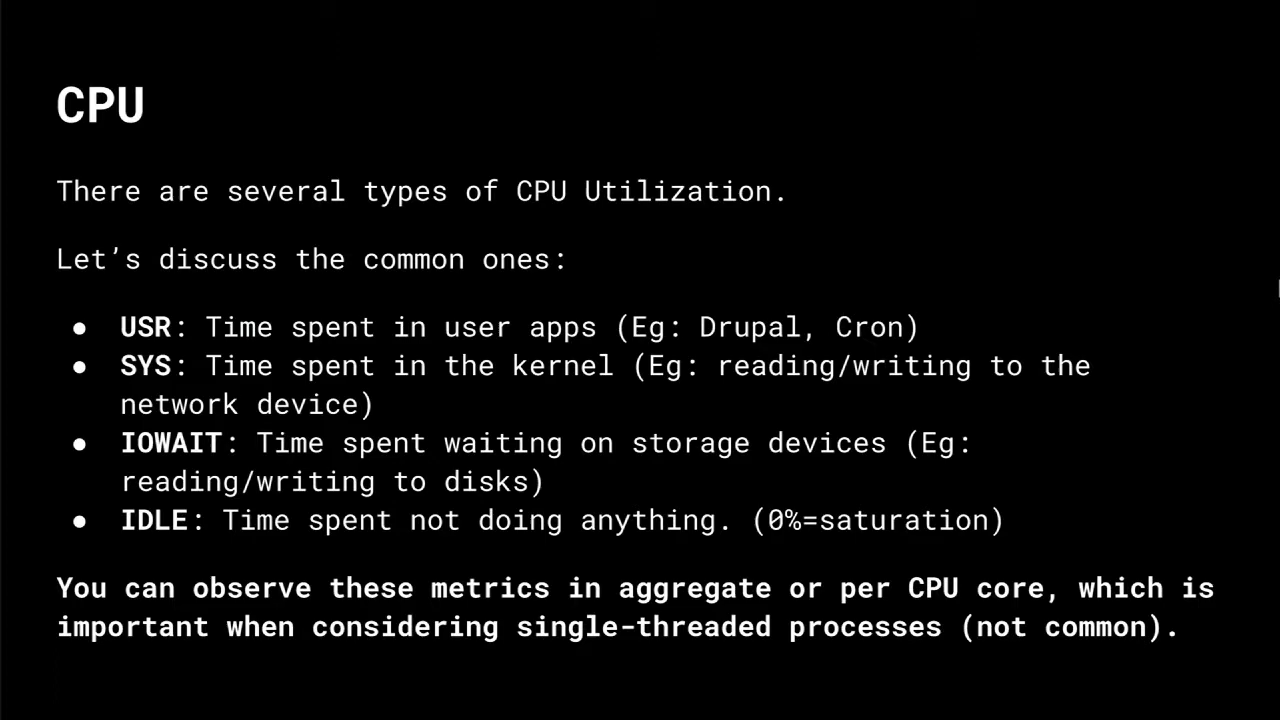 CPU
There are several types of CPU Utilization.
Let’s discuss the common ones:
● USR: Time spent in user apps (Eg: Drupal, Cron)
● SYS: Time spent in the kernel (Eg: reading/writing to the
network device)
● IOWAIT: Time spent waiting on storage devices (Eg:
reading/writing to disks)
● IDLE: Time spent not doing anything. (0%=saturation)
You can observe these metrics in aggregate or per CPU core, which is
important when considering single-threaded processes (not common).